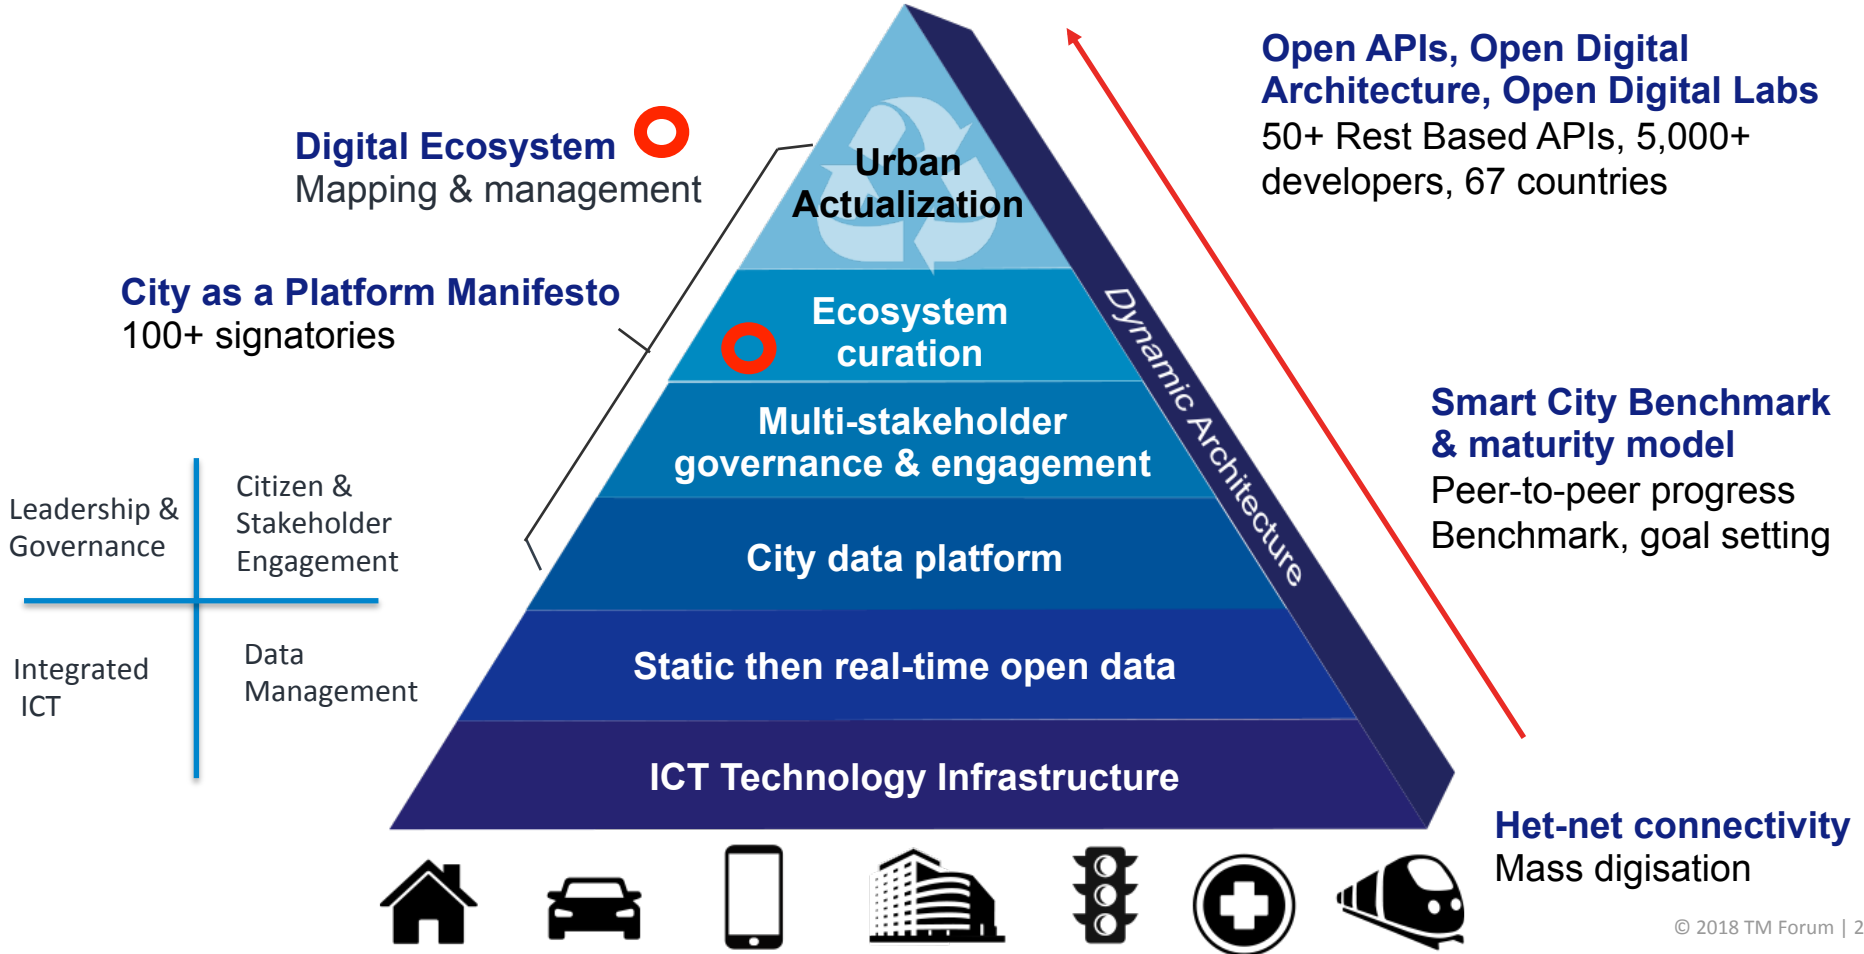 Open APIs, Open Digital
Architecture, Open Digital Labs
50+ Rest Based APIs, 5,000+
developers, 67 countries
Digital Ecosystem
Mapping & management
Urban
Actualization
City as a Platform Manifesto
100+ signatories
Ecosystem
curation
Dynamic Architecture
Multi-stakeholder
governance & engagement
Smart City Benchmark
& maturity model
Peer-to-peer progress
Benchmark, goal setting
Leadership &
Governance
Citizen &
Stakeholder
Engagement
City data platform
Integrated
ICT
Data
Management
Static then real-time open data
ICT Technology Infrastructure
Het-net connectivity
Mass digisation
© 2018 TM Forum | 2